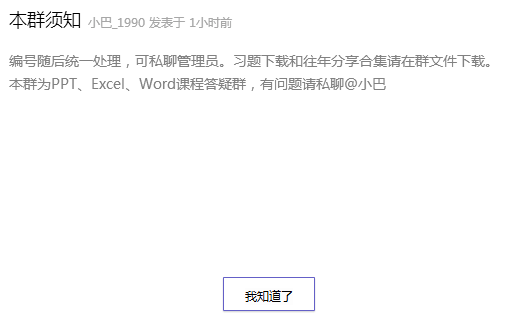 本群须知 小巴_1990 发表于 1小时前
编号随后统一处理，可私聊管理员。习题下载和往年分享合集请在群文件下载。
本群为PPT、Excel、Word课程答疑群，有问题请私聊@小巴
我知道了